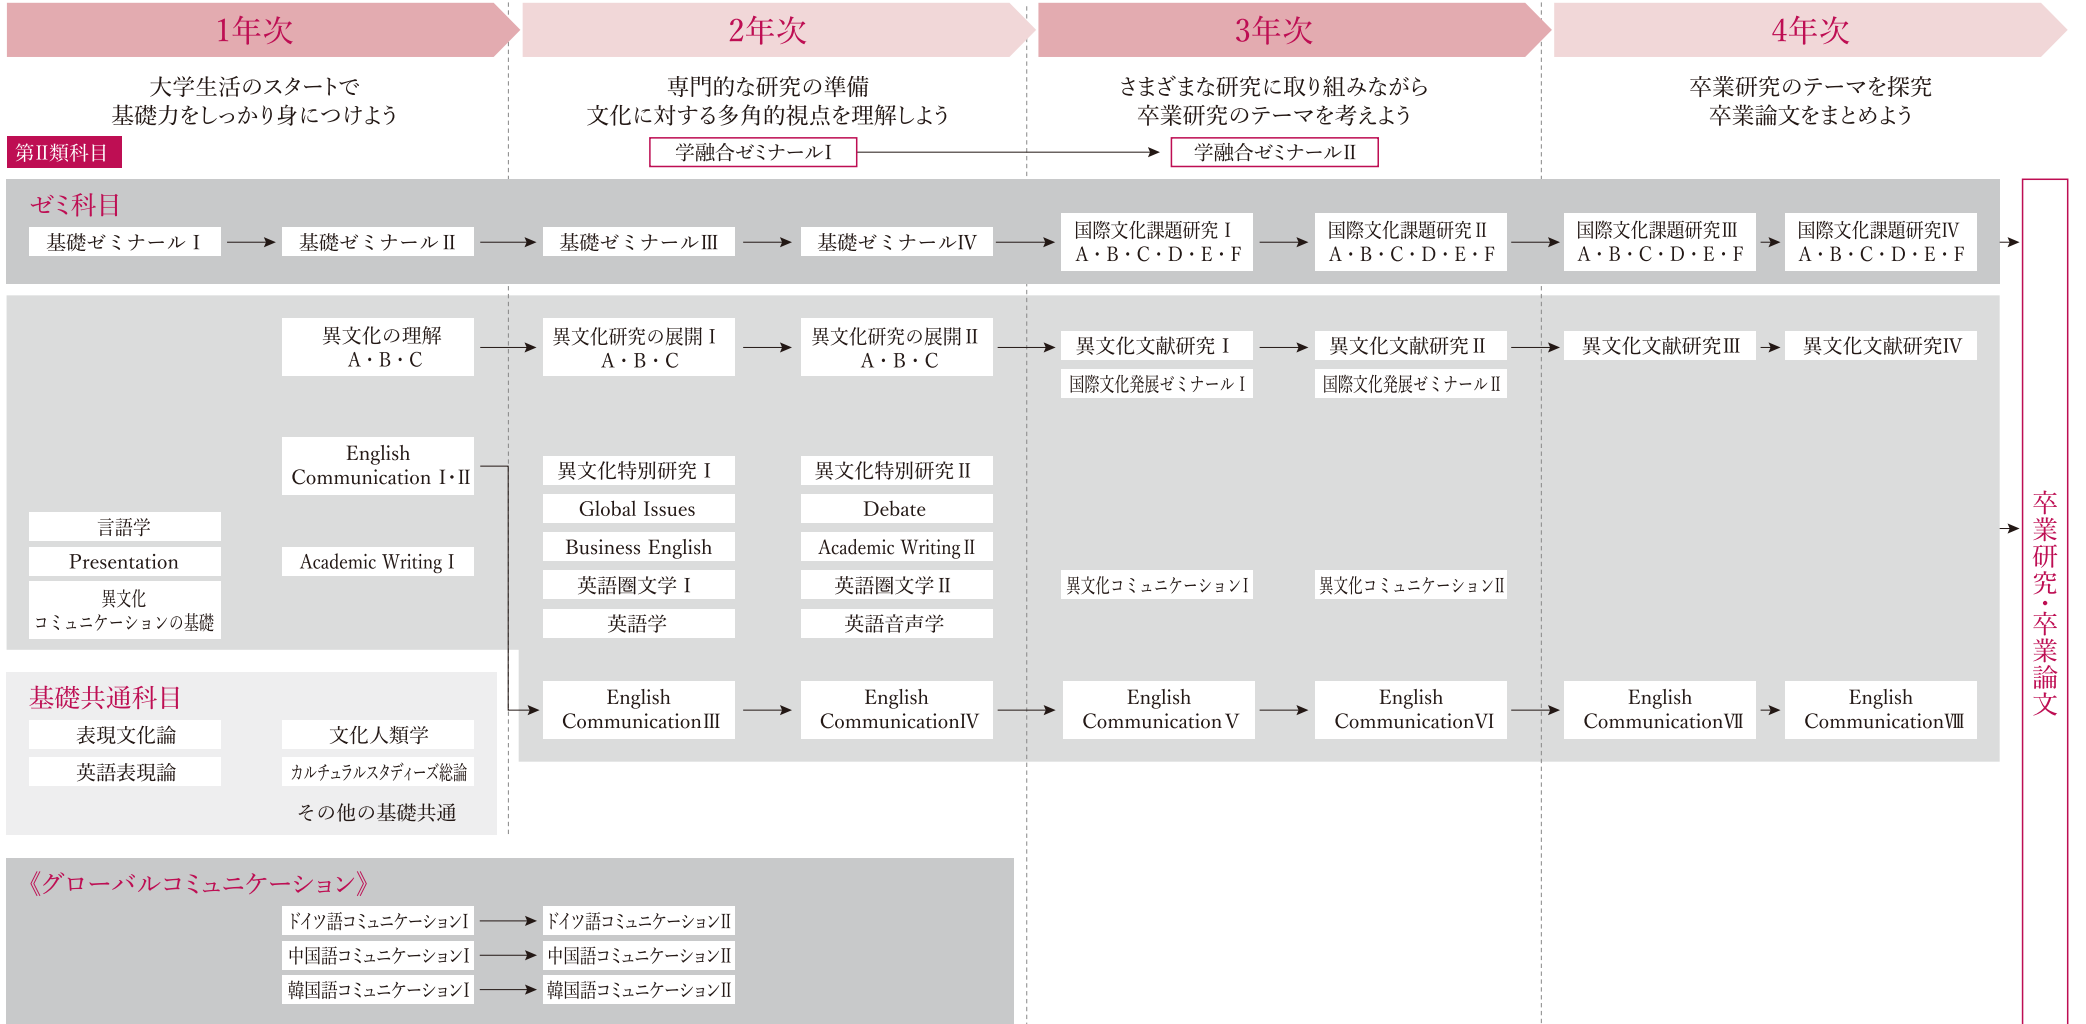 1年次
2年次
3年次
4年次
大学生活のスタートで
基礎力をしっかり身につけよう
専門的な研究の準備
文化に対する多角的視点を理解しよう
さまざまな研究に取り組みながら
卒業研究のテーマを考えよう
卒業研究のテーマを探究
卒業論文をまとめよう
第Ⅱ類科目
学融合ゼミナールⅠ
学融合ゼミナールⅡ
ゼミ科目
基礎ゼミナールⅠ
基礎ゼミナールⅡ
基礎ゼミナールⅢ
基礎ゼミナールⅣ
国際文化課題研究Ⅰ
A・B・C・D・E・F
国際文化課題研究Ⅱ
A・B・C・D・E・F
国際文化課題研究Ⅲ
A・B・C・D・E・F
国際文化課題研究Ⅳ
A・B・C・D・E・F
異文化の理解
A・B・C
異文化研究の展開Ⅰ
A・B・C
異文化研究の展開Ⅱ
A・B・C
異文化文献研究Ⅰ
異文化文献研究Ⅱ
異文化文献研究Ⅲ
異文化文献研究Ⅳ
国際文化発展ゼミナールⅠ
国際文化発展ゼミナールⅡ
English
Communication Ⅰ・Ⅱ
異文化特別研究Ⅰ
異文化特別研究Ⅱ
Global Issues
Debate
言語学
Presentation
Academic Writing Ⅰ
Business English
Academic Writing Ⅱ
異文化
コミュニケーションの基礎
英語圏文学Ⅰ
英語圏文学Ⅱ
異文化コミュニケーションⅠ
異文化コミュニケーションⅡ
英語学
英語音声学
English
Communication Ⅲ
English
Communication Ⅳ
English
Communication Ⅴ
English
Communication Ⅵ
English
Communication Ⅶ
English
Communication Ⅷ
卒業研究・卒業論文
基礎共通科目
表現文化論
文化人類学
英語表現論
カルチュラルスタディーズ総論
その他の基礎共通
《グローバルコミュニケーション》
ドイツ語コミュニケーションⅠ
ドイツ語コミュニケーションⅡ
中国語コミュニケーションⅠ
中国語コミュニケーションⅡ
韓国語コミュニケーションⅠ
韓国語コミュニケーションⅡ